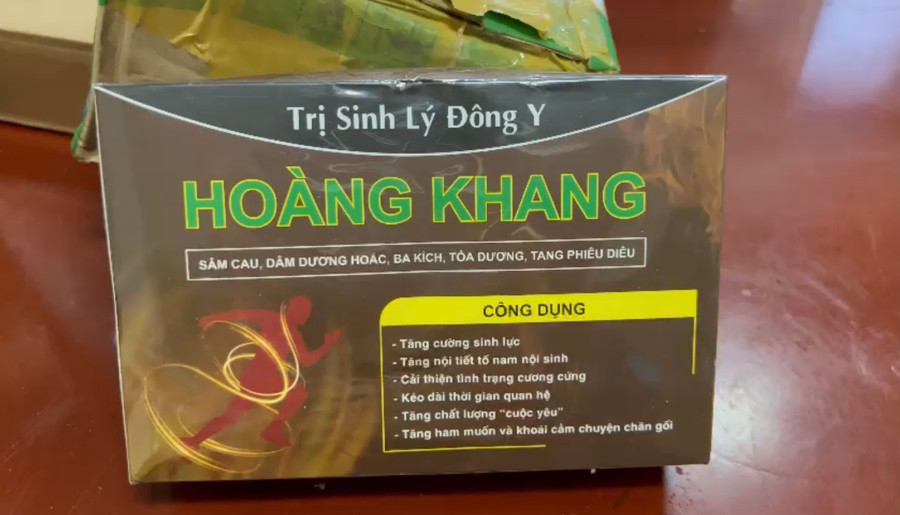 Trị Sinh Lý Đông Y
HOÀNG KHANG
SÂM CAU, DÂM DƯƠNG HOẮC, BA KÍCH, TỎA DƯƠNG, TANG PHIÊU DIÊU
CÔNG DỤNG
- Tăng cường sinh lực
- Tăng nội tiết tố nam nội sinh
- Cải thiện tình trạng cương cứng
- Kéo dài thời gian quan hệ
- Tăng chất lượng "cuộc yêu"
- Tăng ham muốn và khoái cảm chuyện chăn gối